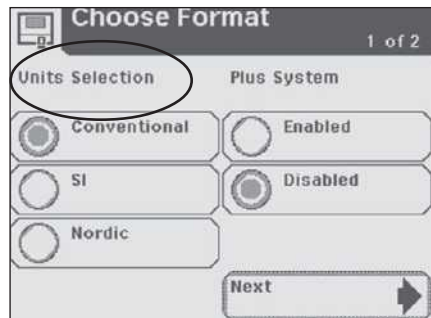 Choose Format
1 of 2
Units Selection
Plus System
Conventional
Enabled
SI
Disabled
Nordic
Next